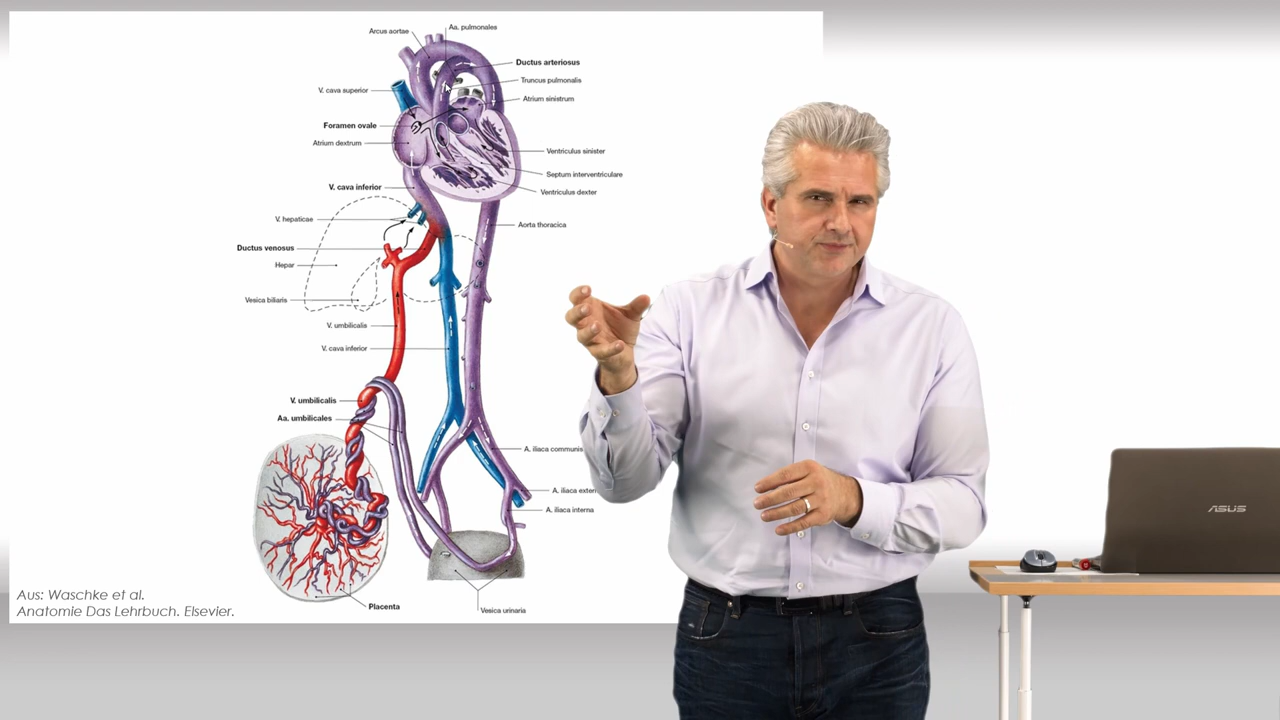 Arcus aortae
Aa. pulmonales
Ductus arteriosus
Truncus pulmonalis
V. cava superior
Atrium sinistrum
Foramen ovale
Atrium dextrum
Ventriculus sinister
Septum interventriculare
V. cava inferior
Ventriculus dexter
V. hepaticae
Aorta thoracica
Ductus venosus
Hepar
Vesica biliaris
V. umbilicalis
V. cava inferior
V. umbilicalis
Aa. umbilicales
A. iliaca communis
A. iliaca extern
A. iliaca interna
ASUS
Aus: Waschke et al.
Anatomie Das Lehrbuch. Elsevier.
Placenta
Vesica urinaria